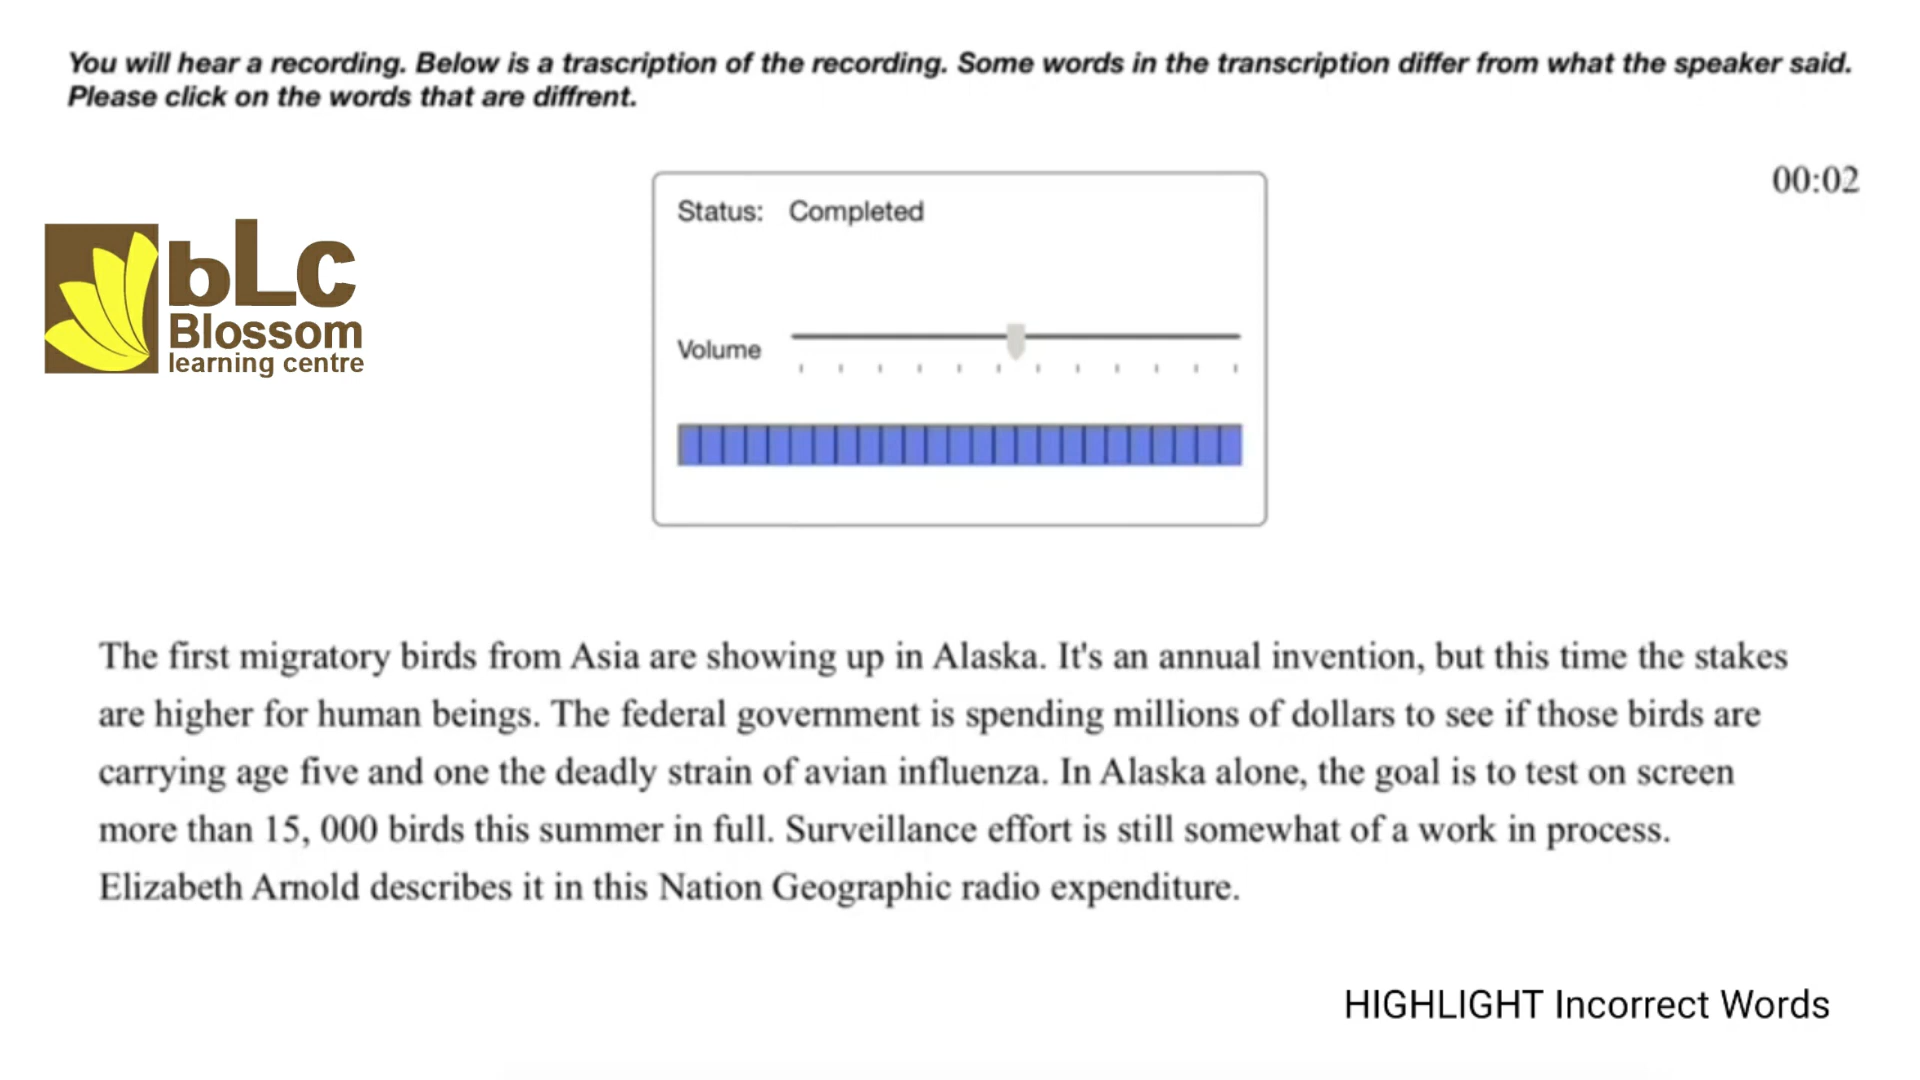 You will hear a recording. Below is a trascription of the recording. Some words in the transcription differ from what the speaker said.
Please click on the words that are diffrent.
00:02
Status: Completed
bLc
Blossom
learning centre
Volume
The first migratory birds from Asia are showing up in Alaska. It's an annual invention, but this time the stakes
are higher for human beings. The federal government is spending millions of dollars to see if those birds are
carrying age five and one the deadly strain of avian influenza. In Alaska alone, the goal is to test on screen
more than 15, 000 birds this summer in full. Surveillance effort is still somewhat of a work in process.
Elizabeth Arnold describes it in this Nation Geographic radio expenditure.
HIGHLIGHT Incorrect Words